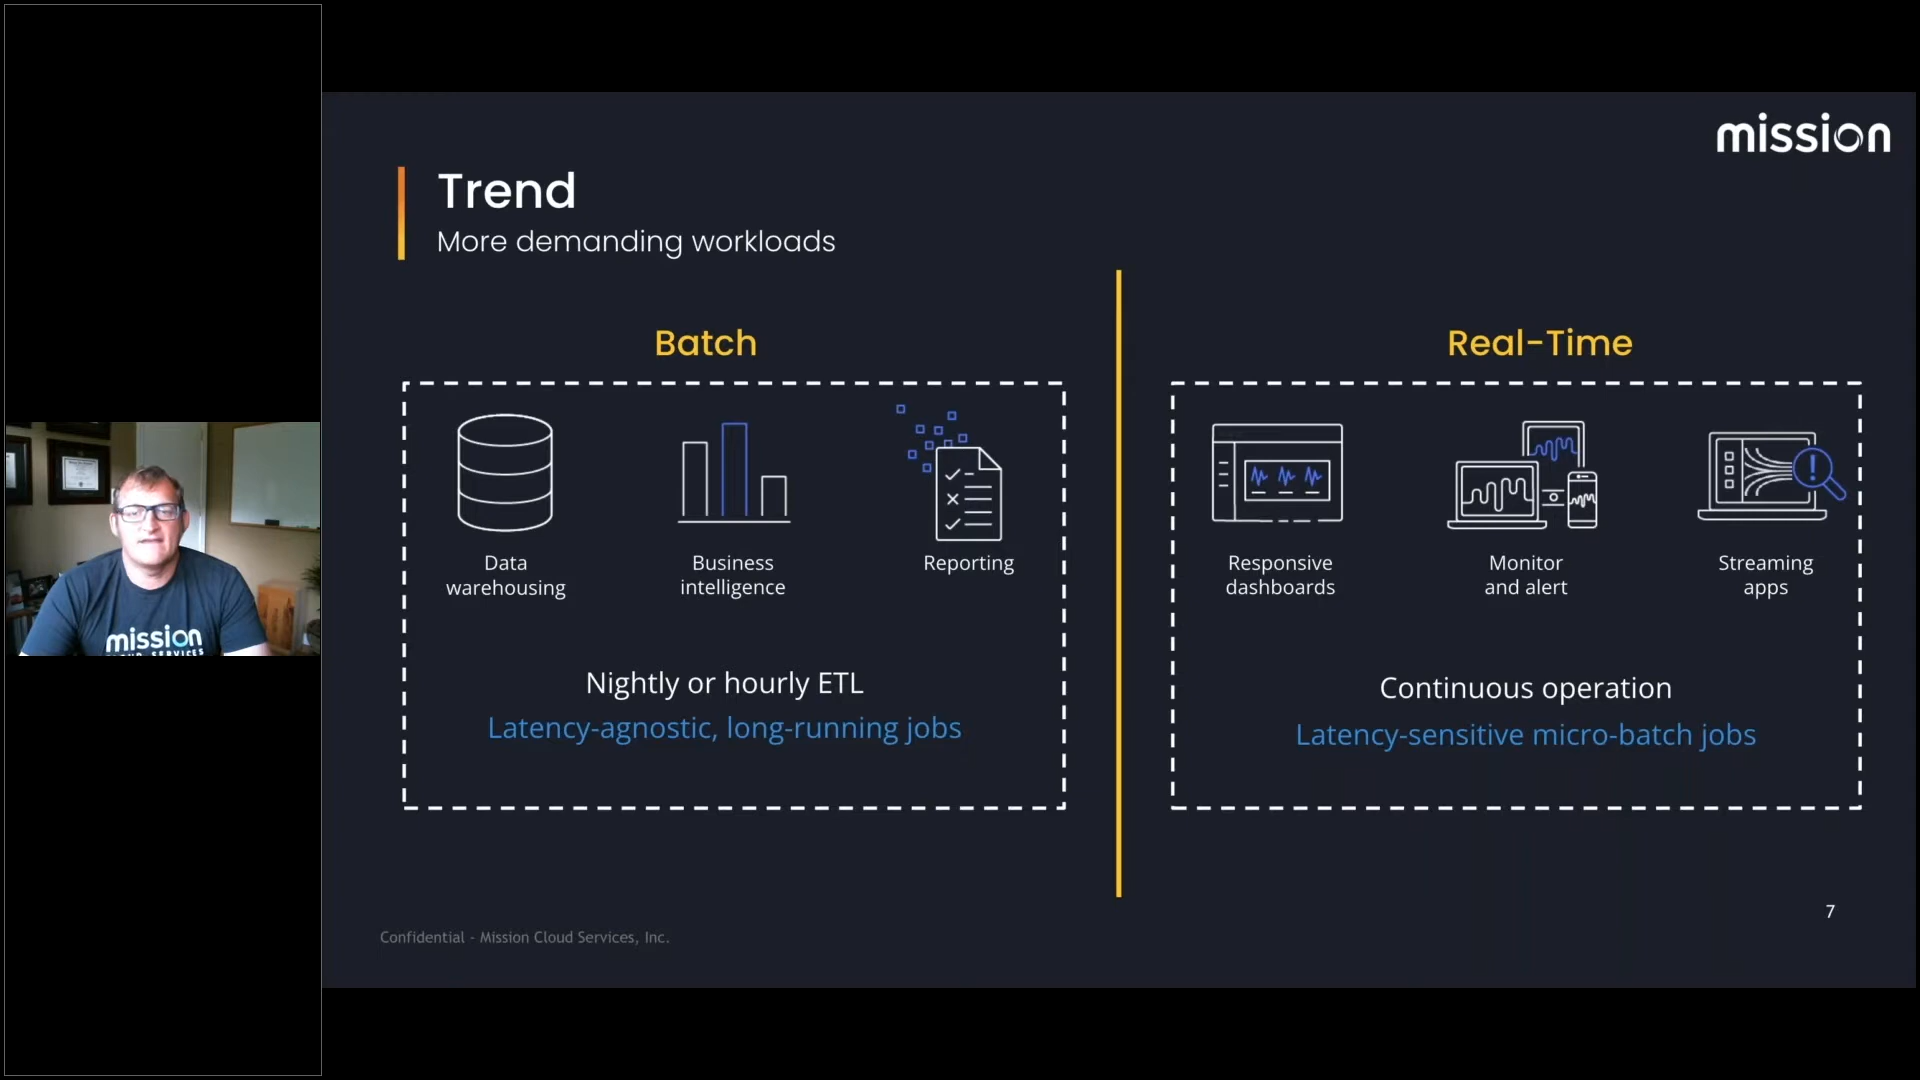 mission
Trend
More demanding workloads
Batch
Data
warehousing
Business
intelligence
Reporting
Nightly or hourly ETL
Latency-agnostic, long-running jobs
Real-Time
Responsive
dashboards
Monitor
and alert
Streaming
apps
Continuous operation
Latency-sensitive micro-batch jobs
7
Confidential - Mission Cloud Services, Inc.
mission
CLOUD SERVICES